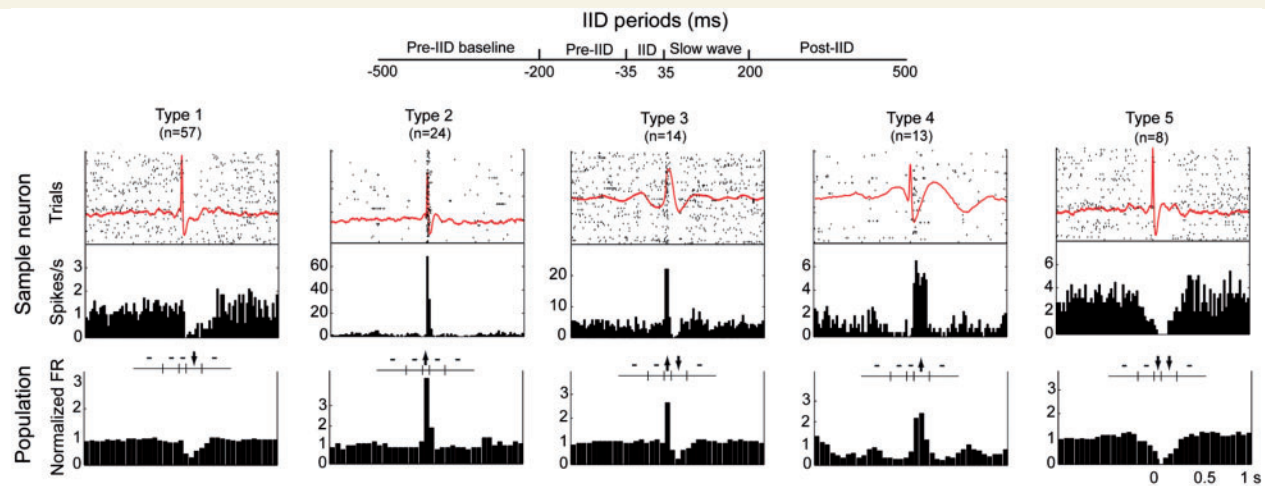 IID periods (ms)
Pre-IID baseline Pre-IID IID Slow wave Post-IID
-500 -200 -35 35 200 500
Type 1 Type 2 Type 3 Type 4 Type 5
(n=57) (n=24) (n=14) (n=13) (n=8)
Sample neuron
Trials
Spikes/s
3 2 1 0
60 40 20 0
20 10 0
6 4 2 0
6 4 2 0
Population
Normalized FR
3 2 1 0
3 2 1 0
3 2 1 0
3 2 1 0
3 2 1 0
0 0.5 1 s